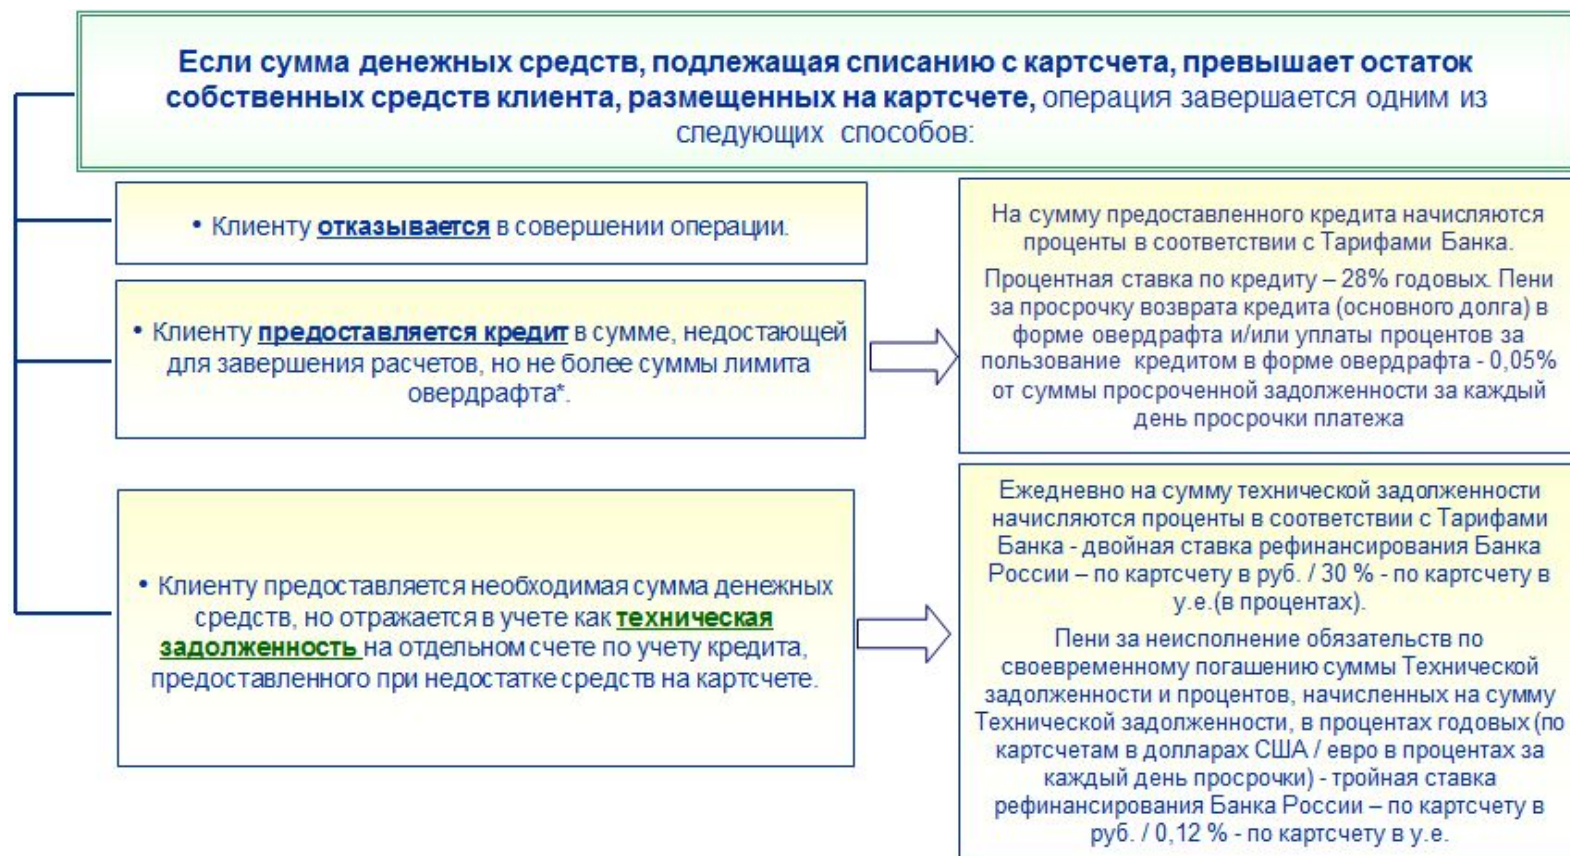 Если сумма денежных средств, подлежащая списанию с картсчета, превышает остаток
собственных средств клиента, размещенных на картсчете, операция завершается одним из
следующих способов:
• Клиенту отказывается в совершении операции.
• Клиенту предоставляется кредит в сумме, недостающей
для завершения расчетов, но не более суммы лимита
овердрафта*.
На сумму предоставленного кредита начисляются
проценты в соответствии с Тарифами Банка.
Процентная ставка по кредиту – 28% годовых. Пени
за просрочку возврата кредита (основного долга) в
форме овердрафта и/или уплаты процентов за
пользование кредитом в форме овердрафта - 0,05%
от суммы просроченной задолженности за каждый
день просрочки платежа
• Клиенту предоставляется необходимая сумма денежных
средств, но отражается в учете как техническая
задолженность на отдельном счете по учету кредита,
предоставленного при недостатке средств на картсчете.
Ежедневно на сумму технической задолженности
начисляются проценты в соответствии с Тарифами
Банка - двойная ставка рефинансирования Банка
России – по картсчету в руб. / 30 % - по картсчету в
у.е.(в процентах).
Пени за неисполнение обязательств по
своевременному погашению суммы Технической
задолженности и процентов, начисленных на сумму
Технической задолженности, в процентах годовых (по
картсчетам в долларах США / евро в процентах за
каждый день просрочки) - тройная ставка
рефинансирования Банка России – по картсчету в
руб. / 0,12 % - по картсчету в у.е.